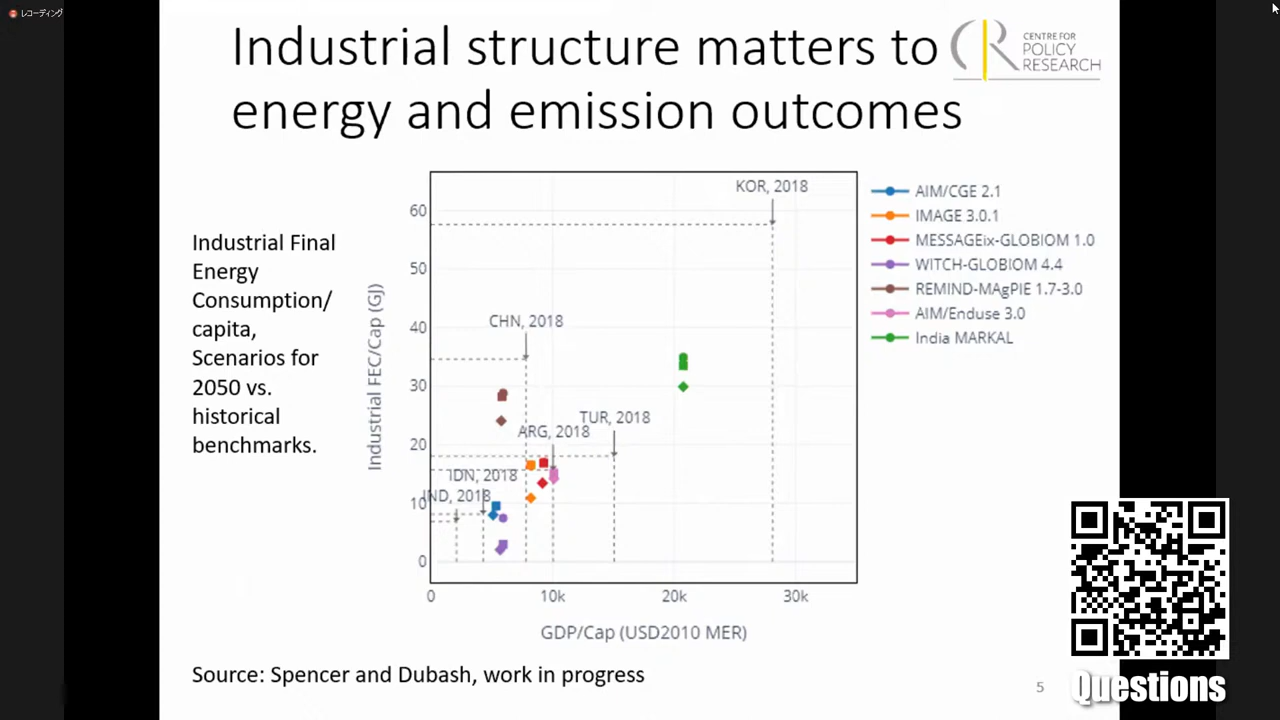 レコーディング
Industrial structure matters to
energy and emission outcomes
CENTRE FOR
POLICY
RESEARCH
Industrial Final
Energy
Consumption/
capita,
Scenarios for
2050 vs.
historical
benchmarks.
Industrial FEC/Cap (GJ)
60
50
40
30
20
10
0
KOR, 2018
CHN, 2018
TUR, 2018
ARG, 2018
IDN, 2018
IND, 2018
0
10k
20k
30k
GDP/Cap (USD2010 MER)
AIM/CGE 2.1
IMAGE 3.0.1
MESSAGEix-GLOBIOM 1.0
WITCH-GLOBIOM 4.4
REMIND-MAgPIE 1.7-3.0
AIM/Enduse 3.0
India MARKAL
Source: Spencer and Dubash, work in progress
5
Questions